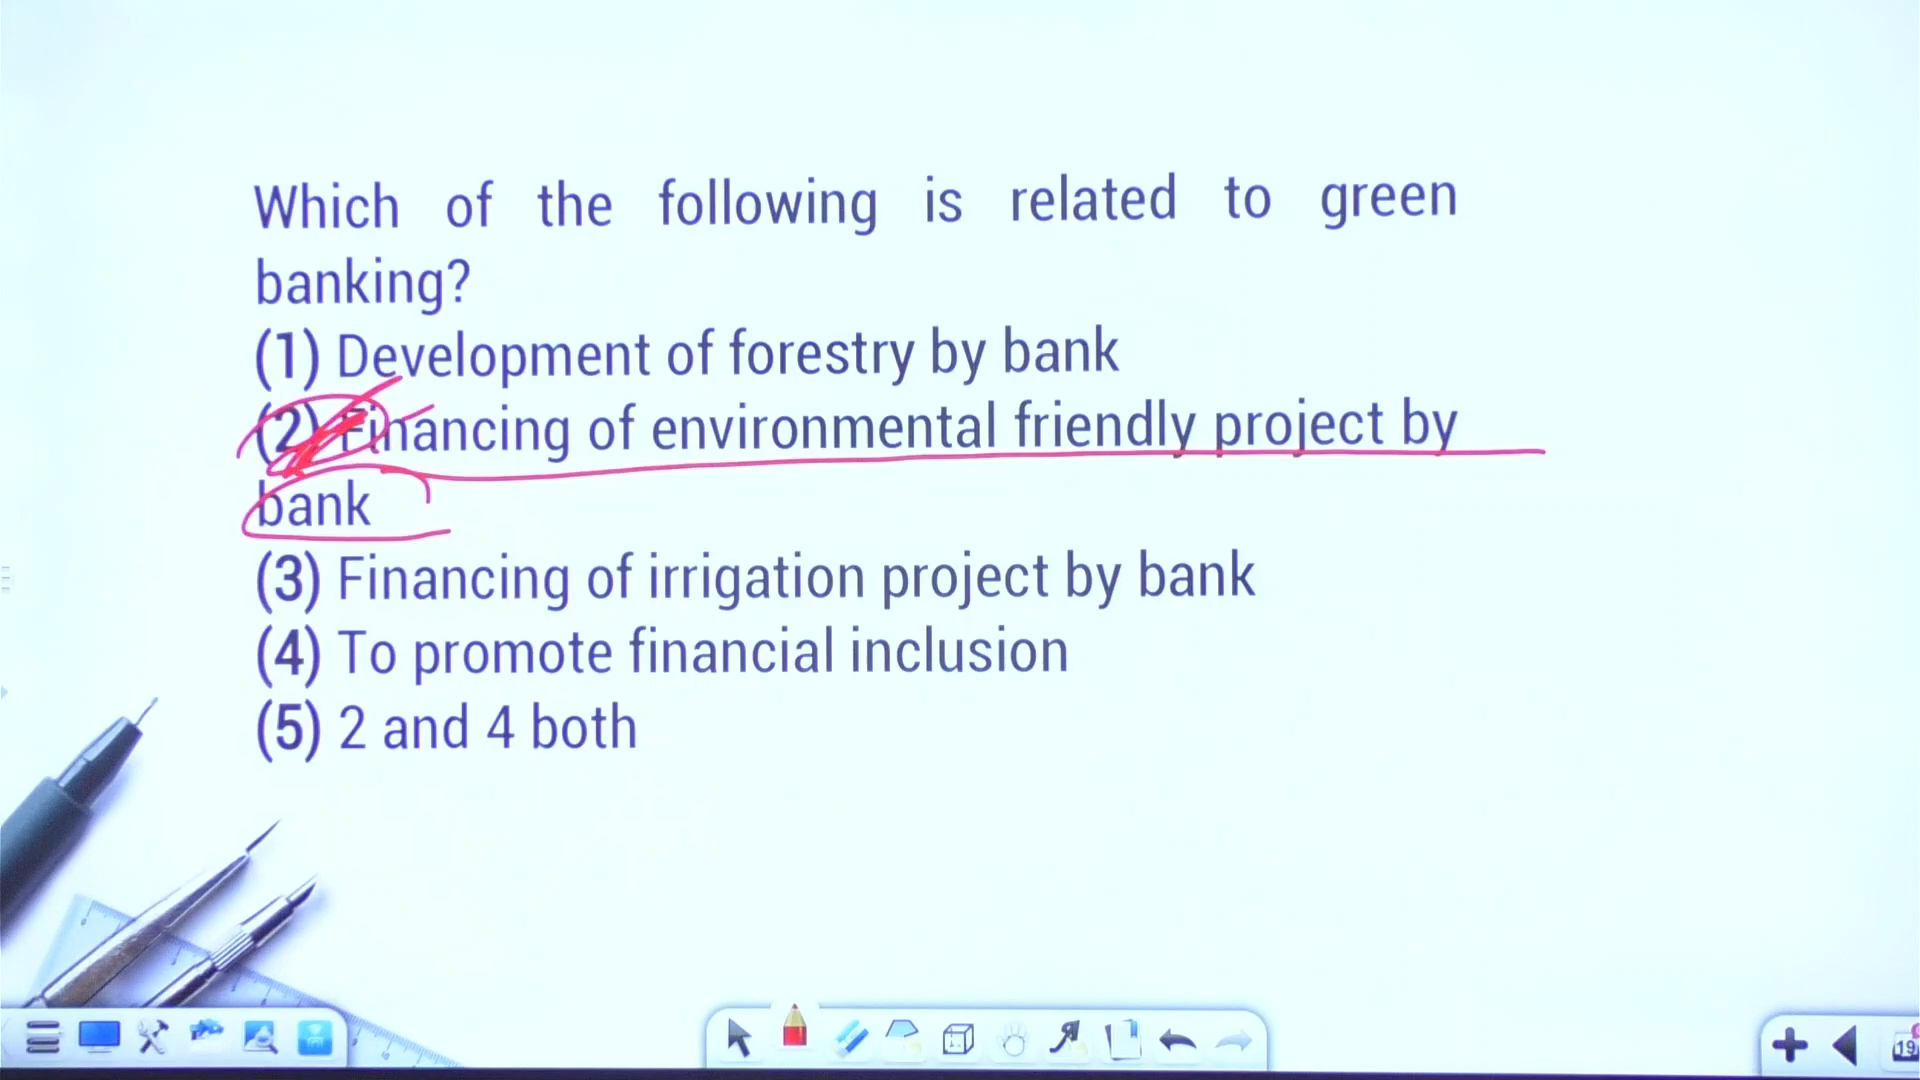 Which of the following is related to green
banking?
(1) Development of forestry by bank
(2) Financing of environmental friendly project by
bank
(3) Financing of irrigation project by bank
(4) To promote financial inclusion
(5) 2 and 4 both
19